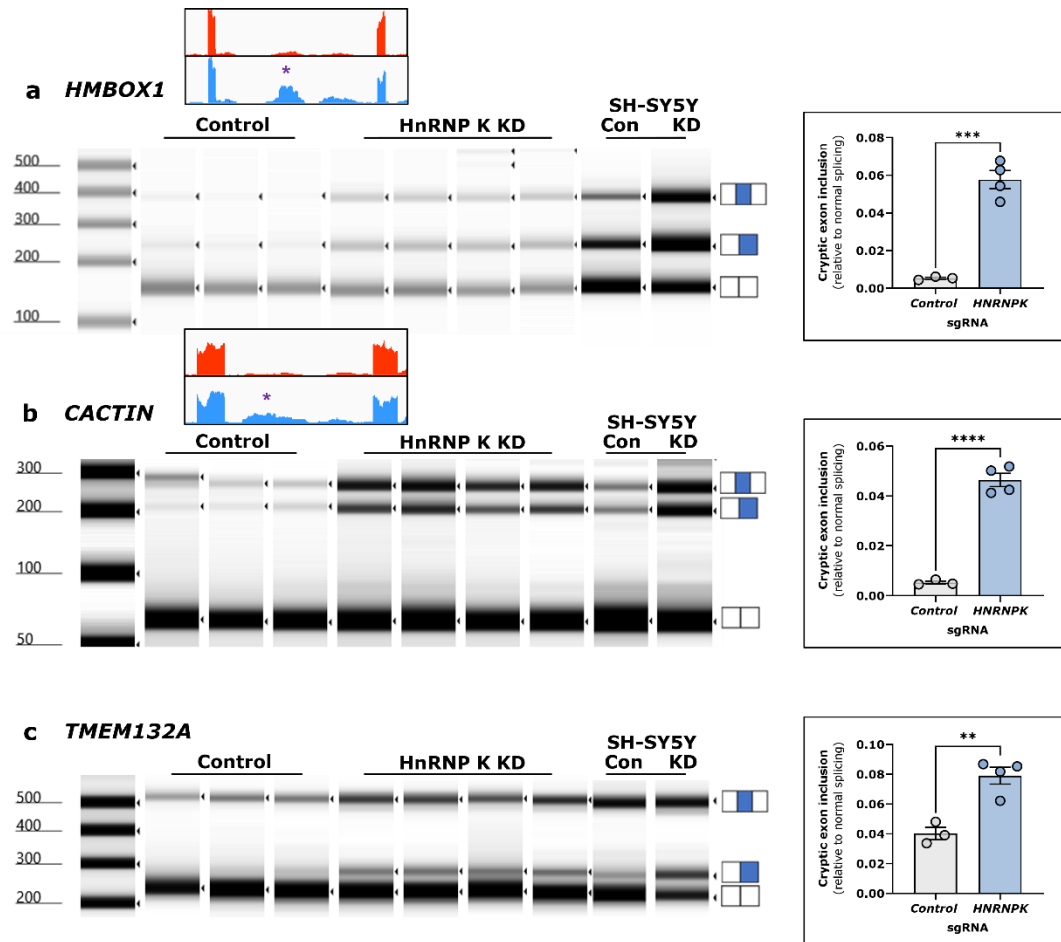 *
a HMBOX1
Control
HnRNP K KD
SH-SY5Y
Con KD
500
400
300
200
100
***
0.08
0.06
0.04
0.02
0.00
Cryptic exon inclusion
(relative to normal splicing)
Control HNRNPK
sgRNA
*
b CACTIN
Control
HnRNP K KD
SH-SY5Y
Con KD
300
200
100
50
****
0.06
0.04
0.02
0.00
Cryptic exon inclusion
(relative to normal splicing)
Control HNRNPK
sgRNA
c TMEM132A
Control
HnRNP K KD
SH-SY5Y
Con KD
500
400
300
200
**
0.10
0.08
0.06
0.04
0.02
0.00
Cryptic exon inclusion
(relative to normal splicing)
Control HNRNPK
sgRNA